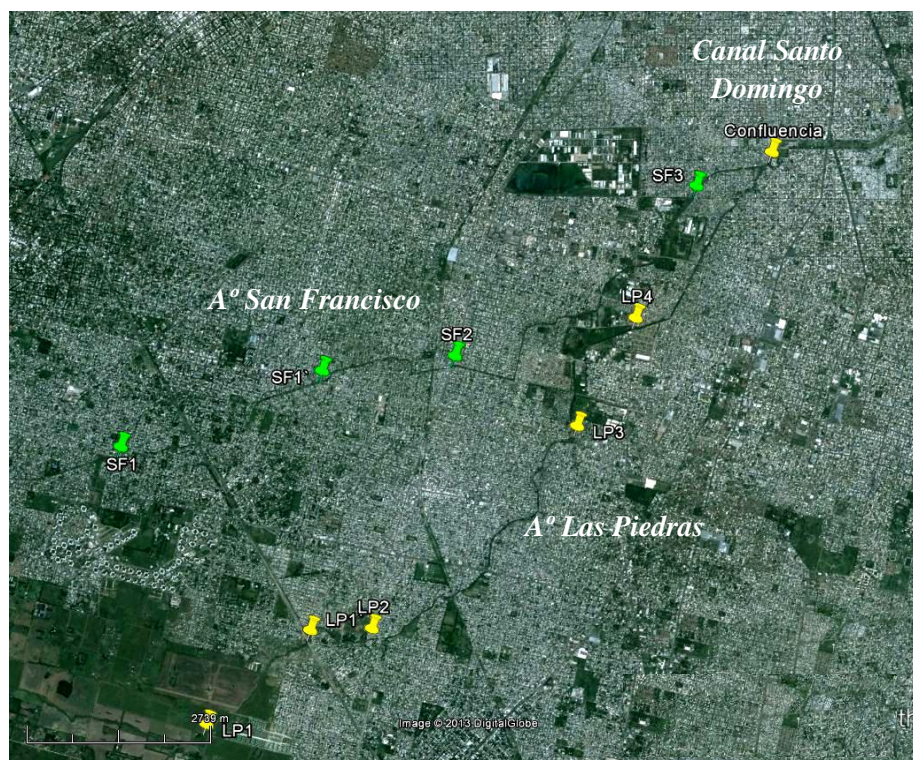 Canal Santo
Domingo
Confluencia
SF3
Aº San Francisco
LP4
SF2
SF1`
LP3
SF1
Aº Las Piedras
LP2
LP1`
2739 m
LP1
Image © 2013 DigitalGlobe